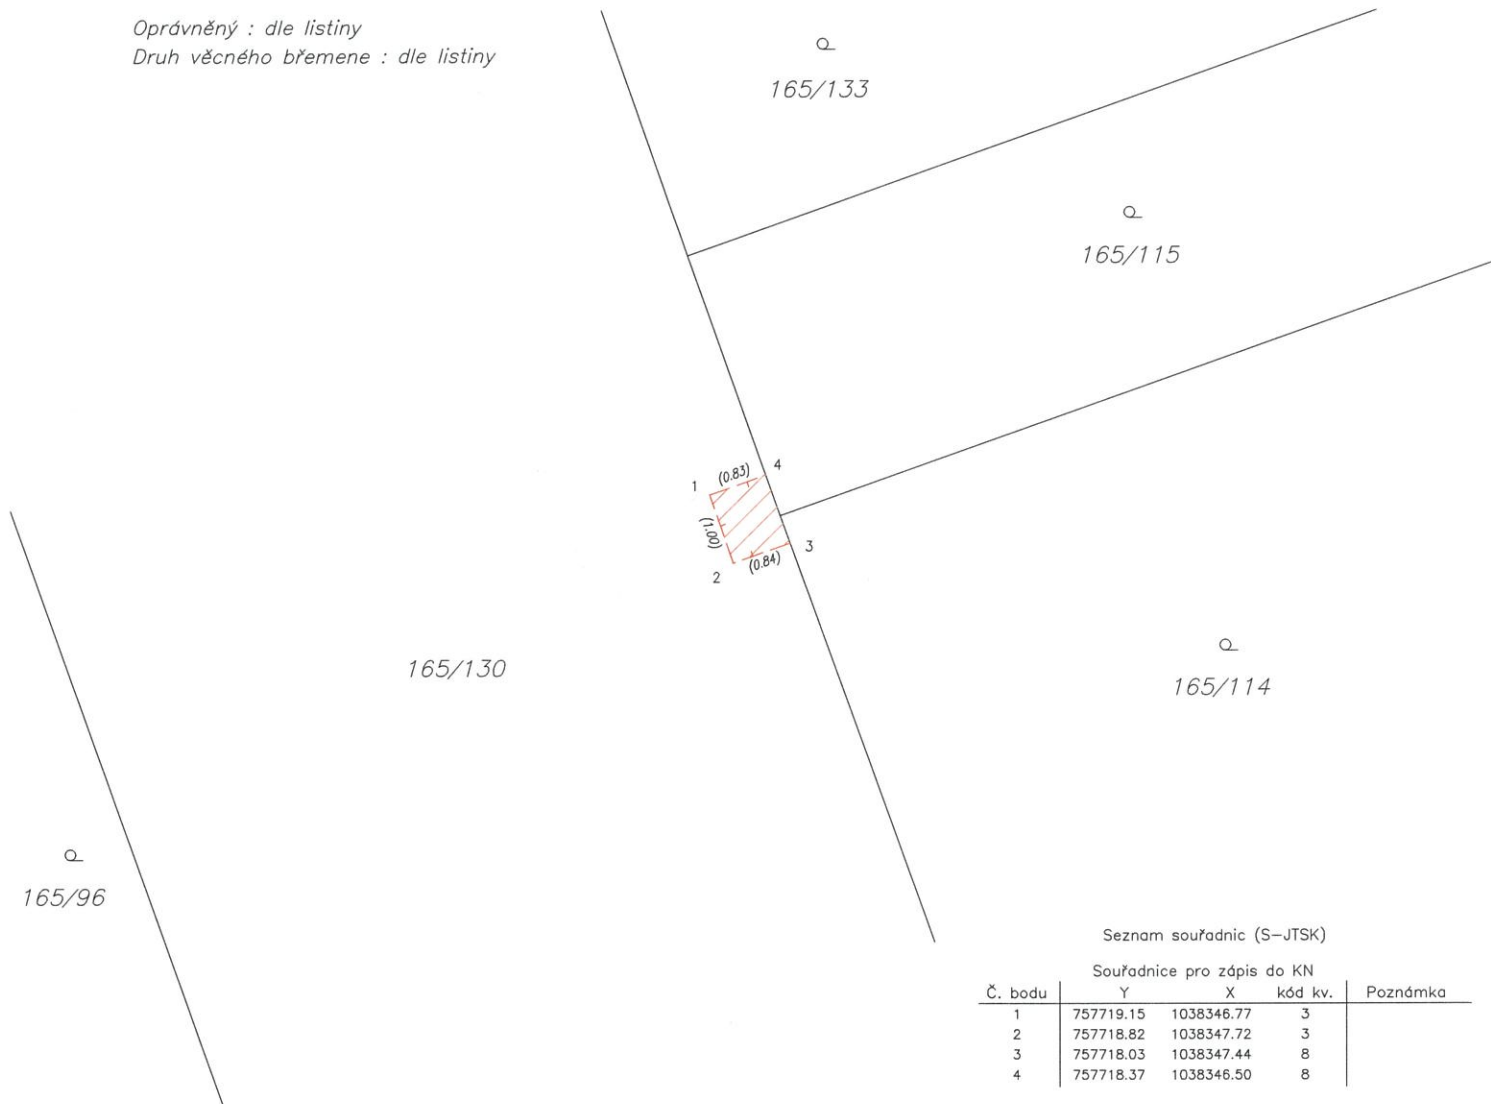 Oprávněný : dle listiny
Druh věcného břemene : dle listiny
165/133
165/115
4
(0.83)
1
(1.00)
3
(0.84)
2
165/130
165/114
165/96
Seznam souřadnic (S-JTSK)
Souřadnice pro zápis do KN
Č. bodu Y X kód kv. Poznámka
1 757719.15 1038346.77 3
2 757718.82 1038347.72 3
3 757718.03 1038347.44 8
4 757718.37 1038346.50 8